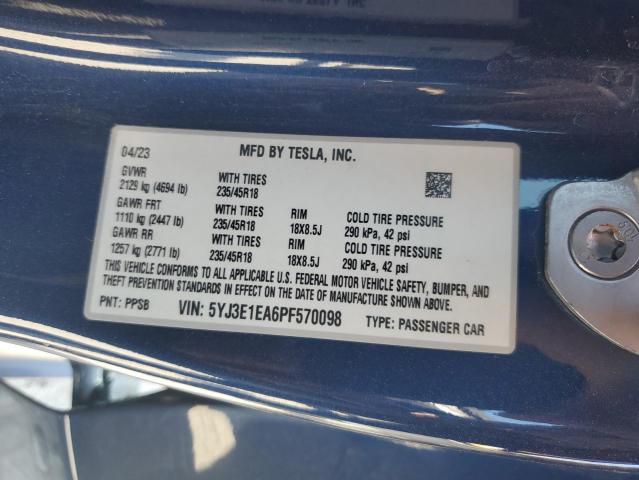 04/23 MFD BY TESLA, INC.
GVWR WITH TIRES
2129 kg (4694 lb) 235/45R18
GAWR FRT WITH TIRES RIM COLD TIRE PRESSURE
1110 kg (2447 lb) 235/45R18 18X8.5J 290 kPa, 42 psi
GAWR RR WITH TIRES RIM COLD TIRE PRESSURE
1257 kg (2771 lb) 235/45R18 18X8.5J 290 kPa, 42 psi
THIS VEHICLE CONFORMS TO ALL APPLICABLE U.S. FEDERAL MOTOR VEHICLE SAFETY, BUMPER, AND
THEFT PREVENTION STANDARDS IN EFFECT ON THE DATE OF MANUFACTURE SHOWN ABOVE.
PNT: PPSB VIN: 5YJ3E1EA6PF570098 TYPE: PASSENGER CAR